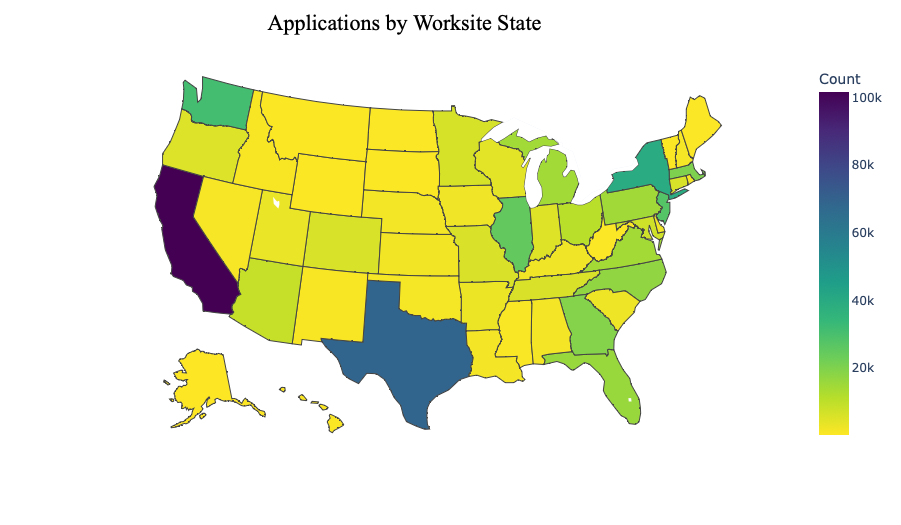 Applications by Worksite State
Count
100k
80k
60k
40k
20k